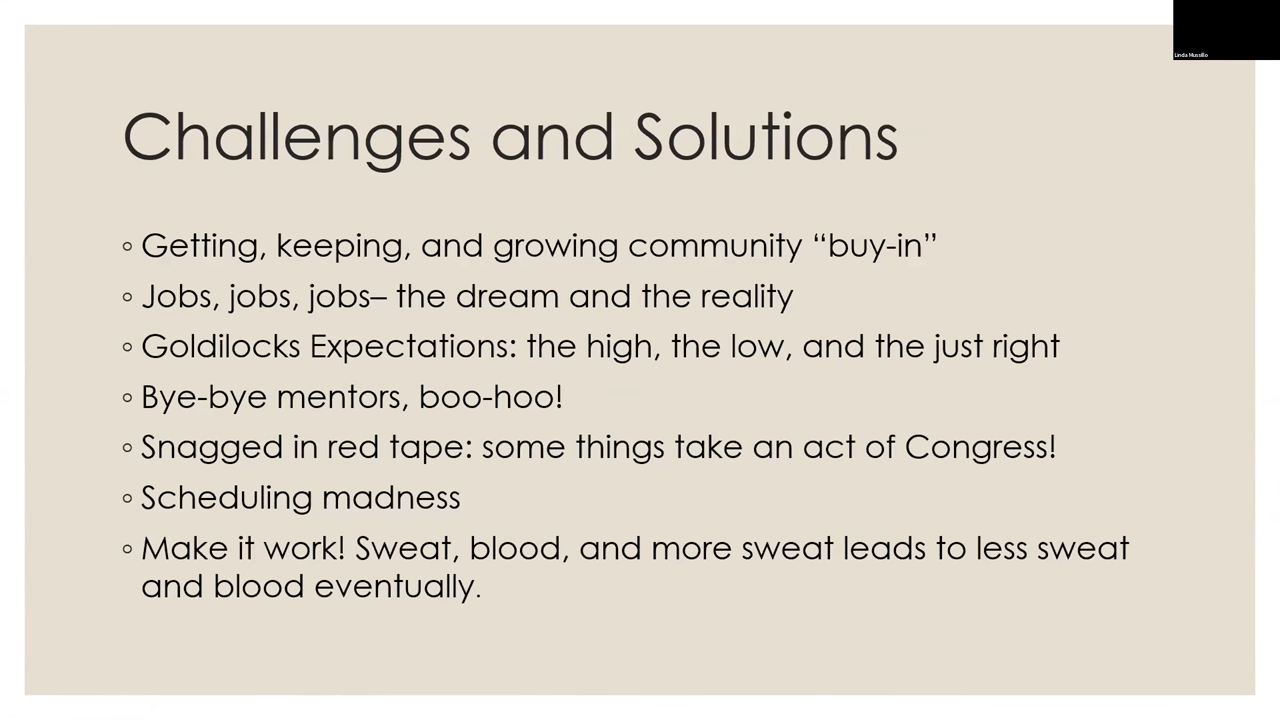 Linda Mussillo
Challenges and Solutions
◦ Getting, keeping, and growing community “buy-in”
◦ Jobs, jobs, jobs– the dream and the reality
◦ Goldilocks Expectations: the high, the low, and the just right
◦ Bye-bye mentors, boo-hoo!
◦ Snagged in red tape: some things take an act of Congress!
◦ Scheduling madness
◦ Make it work! Sweat, blood, and more sweat leads to less sweat
and blood eventually.